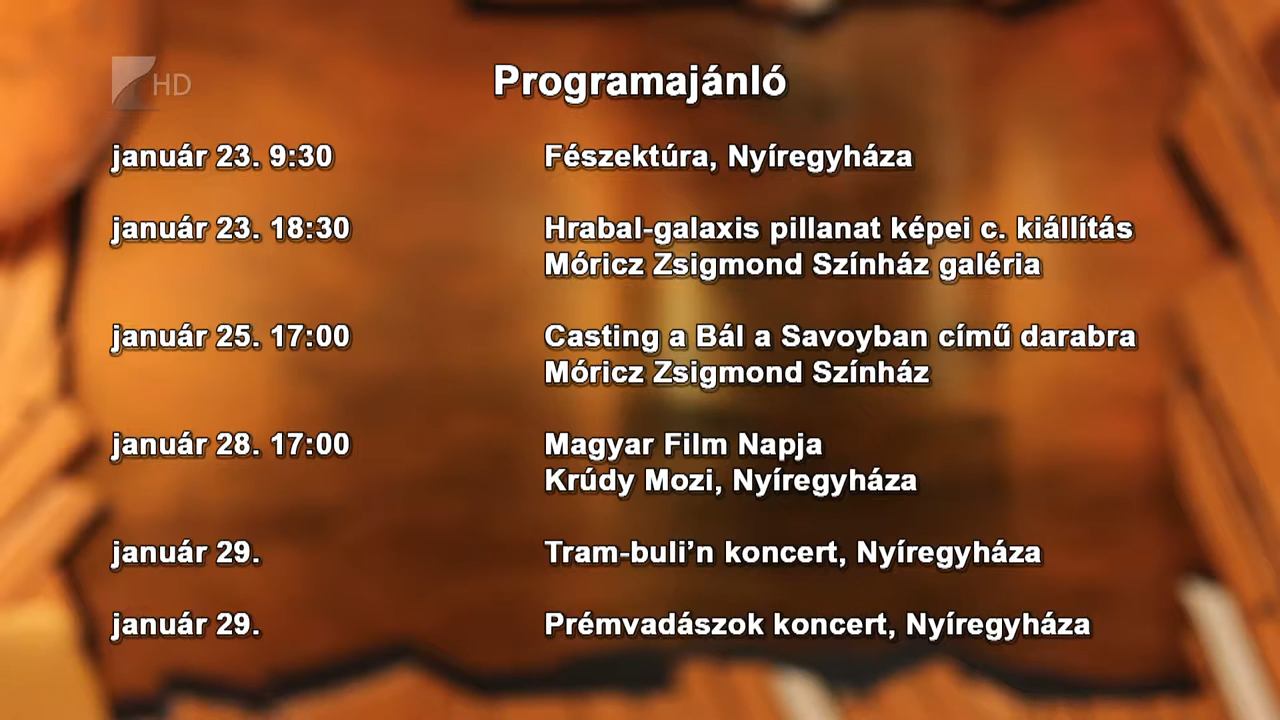 HD
Programajánló
január 23. 9:30 Fészektúra, Nyíregyháza
január 23. 18:30 Hrabal-galaxis pillanat képei c. kiállítás
Móricz Zsigmond Színház galéria
január 25. 17:00 Casting a Bál a Savoyban című darabra
Móricz Zsigmond Színház
január 28. 17:00 Magyar Film Napja
Krúdy Mozi, Nyíregyháza
január 29. Tram-buli’n koncert, Nyíregyháza
január 29. Prémvadászok koncert, Nyíregyháza